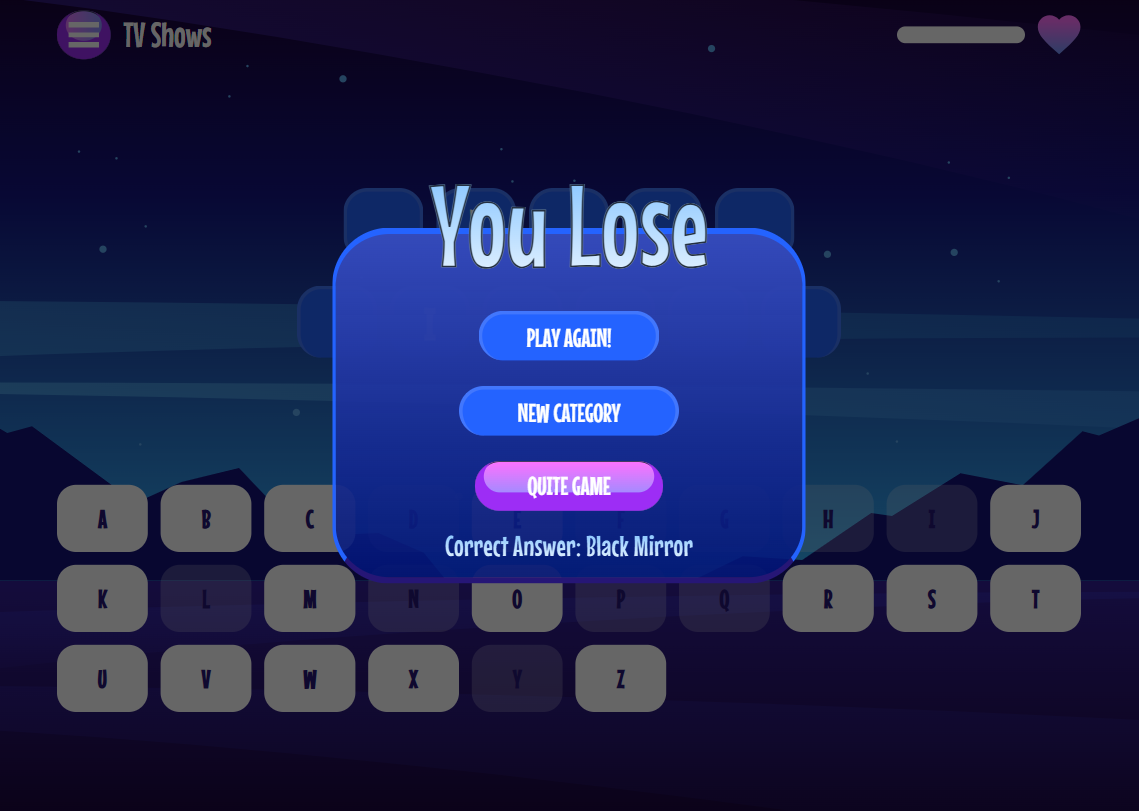 TV Shows
You Lose
PLAY AGAIN!
NEW CATEGORY
QUITE GAME
Correct Answer: Black Mirror
A B C D E F G H I J
K L M N O P Q R S T
U V W X Y Z